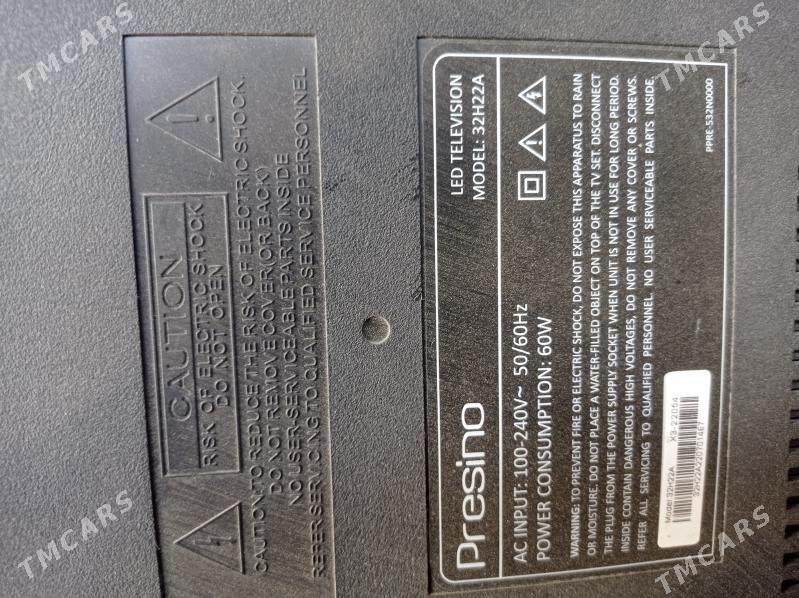 CAUTION
RISK OF ELECTRIC SHOCK
DO NOT OPEN
CAUTION: TO REDUCE THE RISK OF ELECTRIC SHOCK.
DO NOT REMOVE COVER(OR BACK)
NO USER-SERVICEABLE PARTS INSIDE
REFER SERVICING TO QUALIFIED SERVICE PERSONNEL
Presino
LED TELEVISION
MODEL: 32H22A
AC INPUT: 100-240V~ 50/60Hz
POWER CONSUMPTION: 60W
WARNING: TO PREVENT FIRE OR ELECTRIC SHOCK, DO NOT EXPOSE THIS APPARATUS TO RAIN
OR MOISTURE. DO NOT PLACE A WATER-FILLED OBJECT ON TOP OF THE TV SET. DISCONNECT
THE PLUG FROM THE POWER SUPPLY SOCKET WHEN UNIT IS NOT IN USE FOR LONG PERIOD.
INSIDE CONTAIN DANGEROUS HIGH VOLTAGES, DO NOT REMOVE ANY COVER OR SCREWS.
REFER ALL SERVICING TO QUALIFIED PERSONNEL. NO USER SERVICEABLE PARTS INSIDE.
Model:32H22A X3-22054
32H22A220701467
PPRE-532N0000
TMCARS
TMCARS
TMCARS
TMCARS
TMCARS
TMCARS